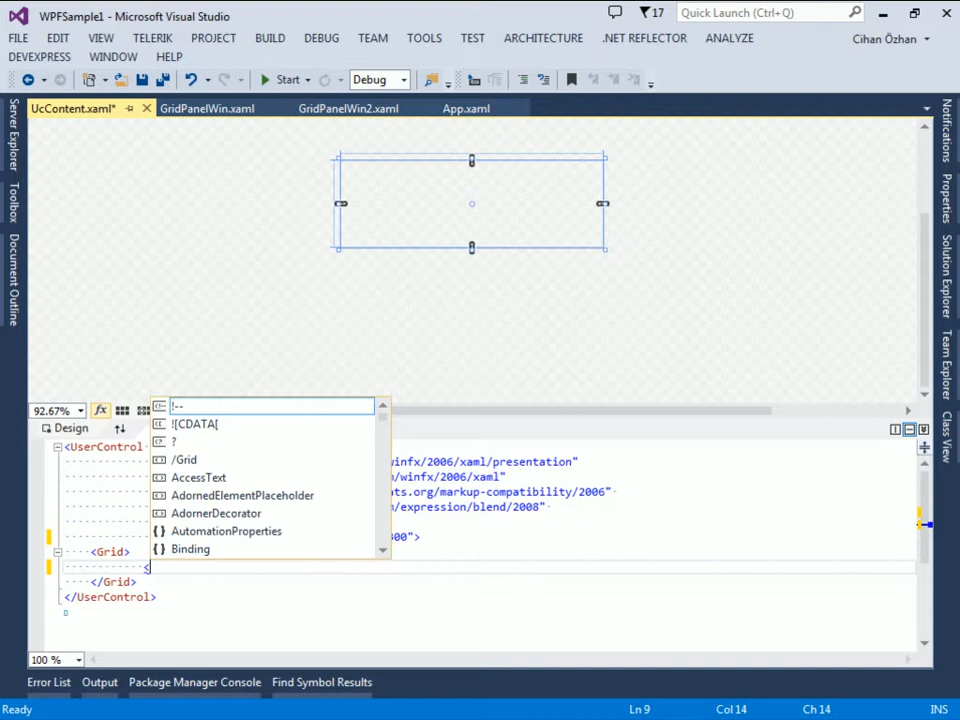 WPFSample1 - Microsoft Visual Studio
17
Quick Launch (Ctrl+Q)
FILE EDIT VIEW TELERIK PROJECT BUILD DEBUG TEAM TOOLS TEST ARCHITECTURE .NET REFLECTOR ANALYZE
Cihan Özhan
DEVEXPRESS WINDOW HELP
Start
Debug
UcContent.xaml*
GridPanelWin.xaml
GridPanelWin2.xaml
App.xaml
Server Explorer
Toolbox
Document Outline
Notifications
Properties
Solution Explorer
Team Explorer
Class View
92.67%
fx
Design
!--
![CDATA[
?
/Grid
AccessText
AdornedElementPlaceholder
AdornerDecorator
AutomationProperties
Binding
<UserControl
winfx/2006/xaml/presentation"
m/winfx/2006/xaml"
ats.org/markup-compatibility/2006"
m/expression/blend/2008"
00">
<Grid>
<
</Grid>
</UserControl>
100 %
Error List Output Package Manager Console Find Symbol Results
Ready
Ln 9
Col 14
Ch 14
INS